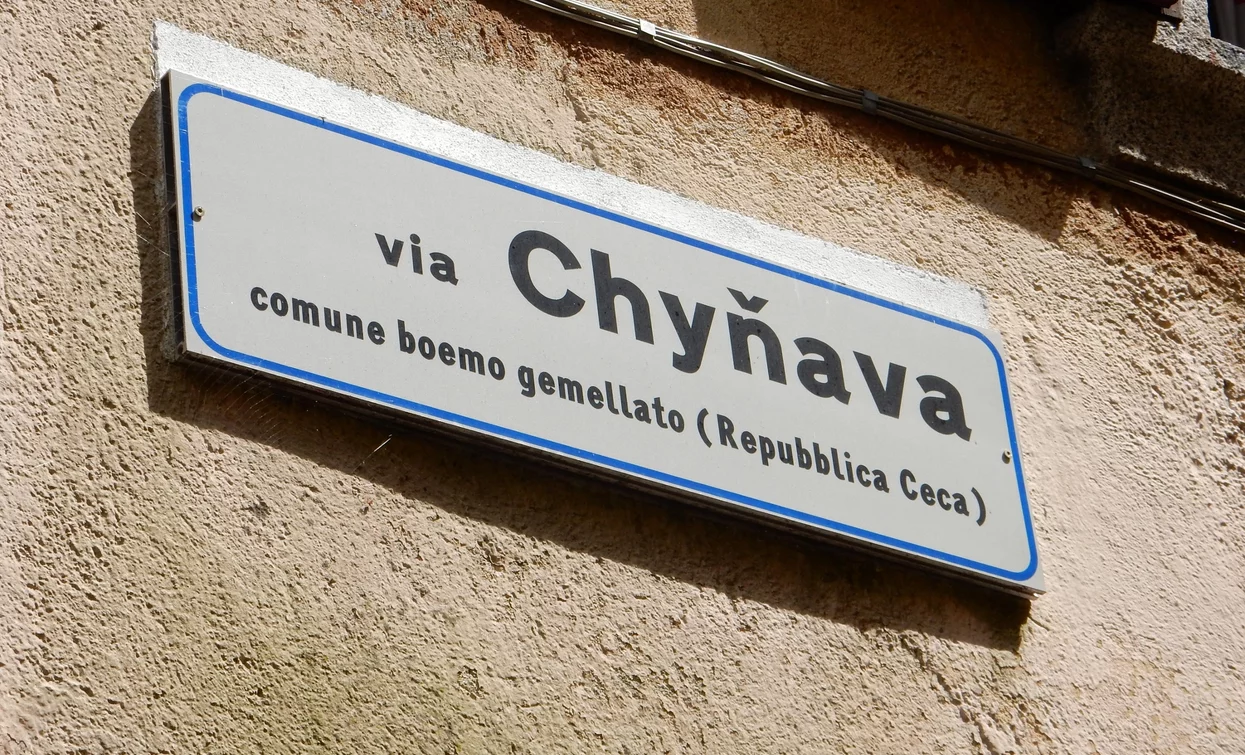 via Chyňava
comune boemo gemellato (Repubblica Ceca)